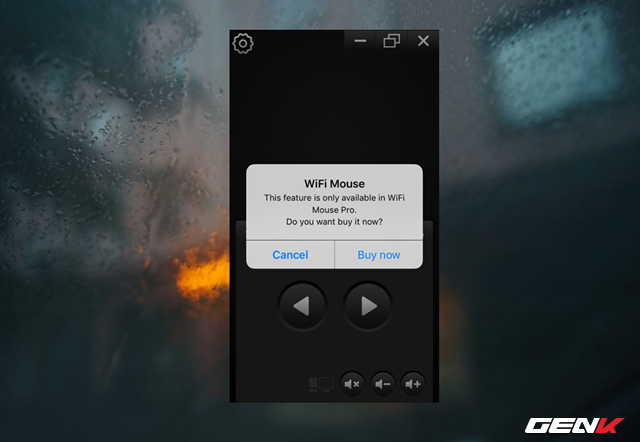 WiFi Mouse
This feature is only available in WiFi
Mouse Pro.
Do you want buy it now?
Cancel
Buy now
GENK